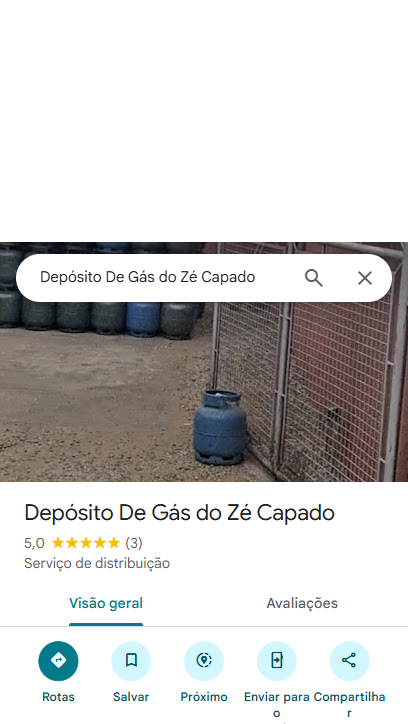 Depósito De Gás do Zé Capado
Depósito De Gás do Zé Capado
5,0 (3)
Serviço de distribuição
Visão geral Avaliações
Rotas Salvar Próximo Enviar para o Compartilhar